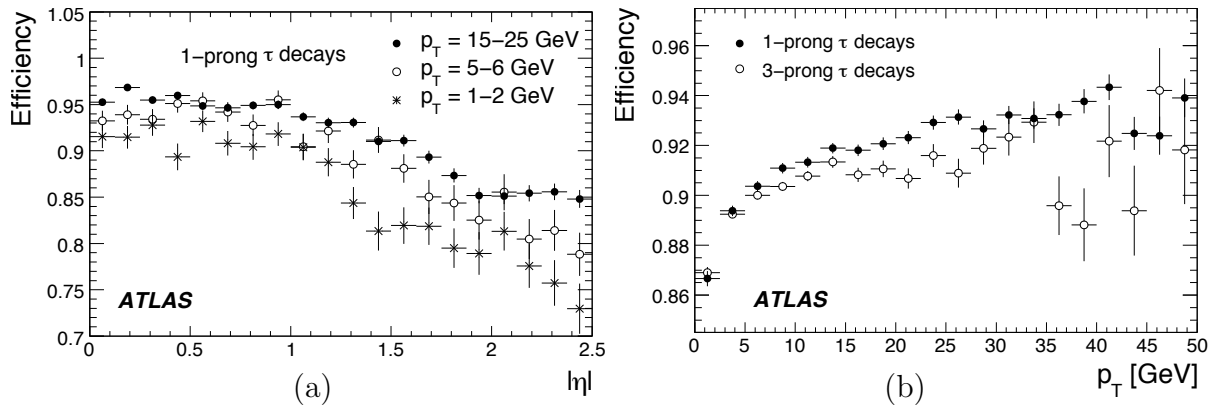 Efficiency
1
0.95
0.9
0.85
0.8
0.75
0.7
1-prong τ decays
p_T = 15-25 GeV
p_T = 5-6 GeV
p_T = 1-2 GeV
ATLAS
0 0.5 1 1.5 2 2.5
|η|
(a)
Efficiency
0.96
0.94
0.92
0.9
0.88
0.86
1-prong τ decays
3-prong τ decays
ATLAS
0 5 10 15 20 25 30 35 40 45 50
p_T [GeV]
(b)